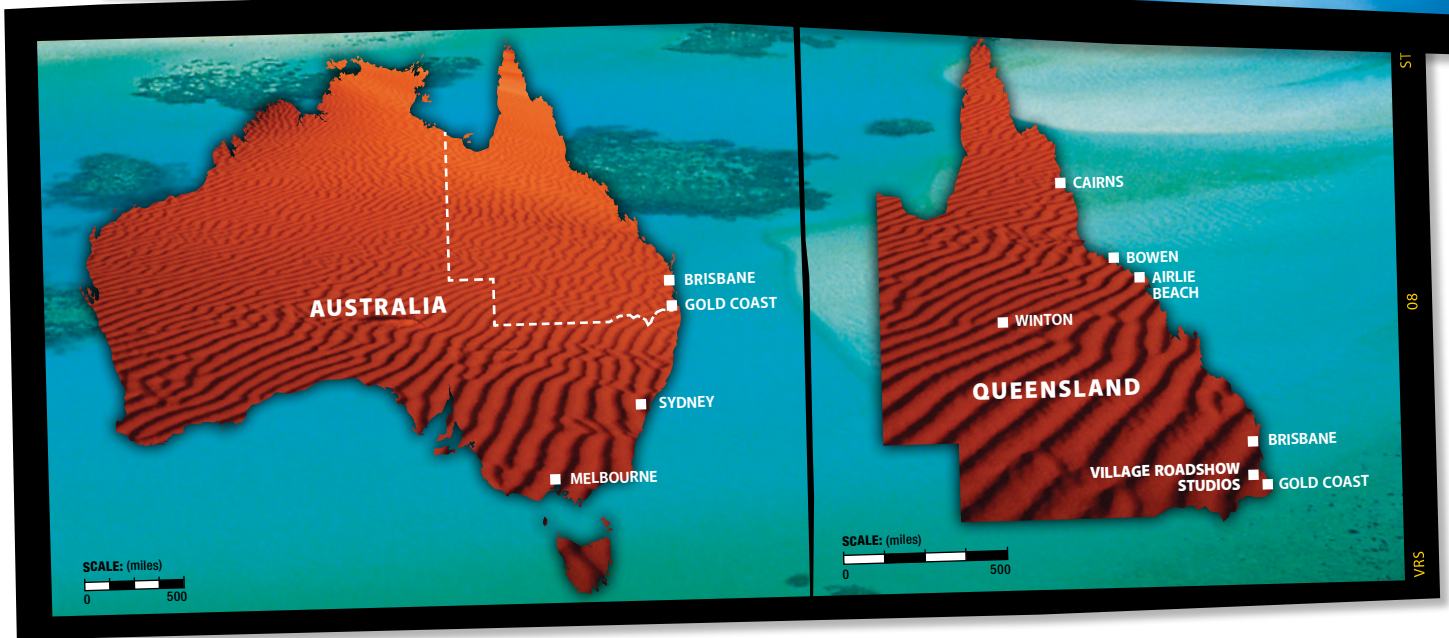 AUSTRALIA
BRISBANE
GOLD COAST
SYDNEY
MELBOURNE
SCALE: (miles)
0 500
CAIRNS
BOWEN
AIRLIE
BEACH
WINTON
QUEENSLAND
BRISBANE
VILLAGE ROADSHOW
STUDIOS
GOLD COAST
SCALE: (miles)
0 500
ST
08
VRS